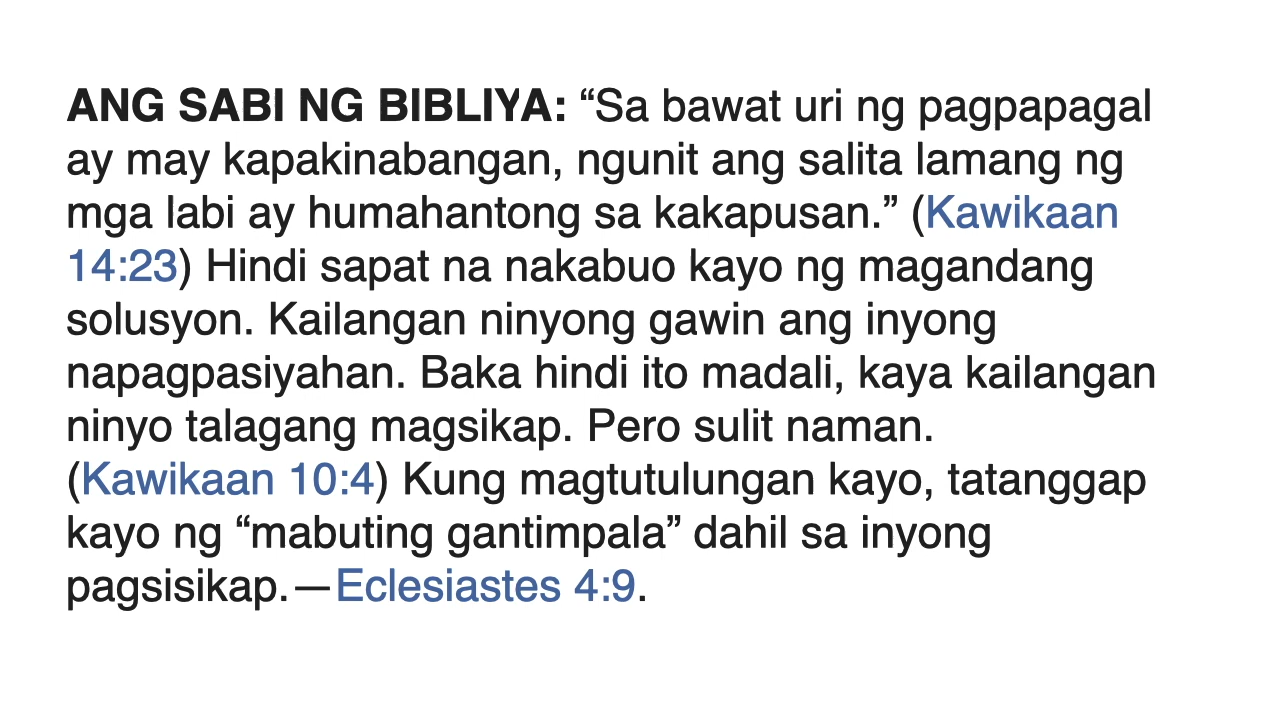 ANG SABI NG BIBLIYA: “Sa bawat uri ng pagpapagal
ay may kapakinabangan, ngunit ang salita lamang ng
mga labi ay humahantong sa kakapusan.” (Kawikaan
14:23) Hindi sapat na nakabuo kayo ng magandang
solusyon. Kailangan ninyong gawin ang inyong
napagpasiyahan. Baka hindi ito madali, kaya kailangan
ninyo talagang magsikap. Pero sulit naman.
(Kawikaan 10:4) Kung magtutulungan kayo, tatanggap
kayo ng “mabuting gantimpala” dahil sa inyong
pagsisikap.—Eclesiastes 4:9.